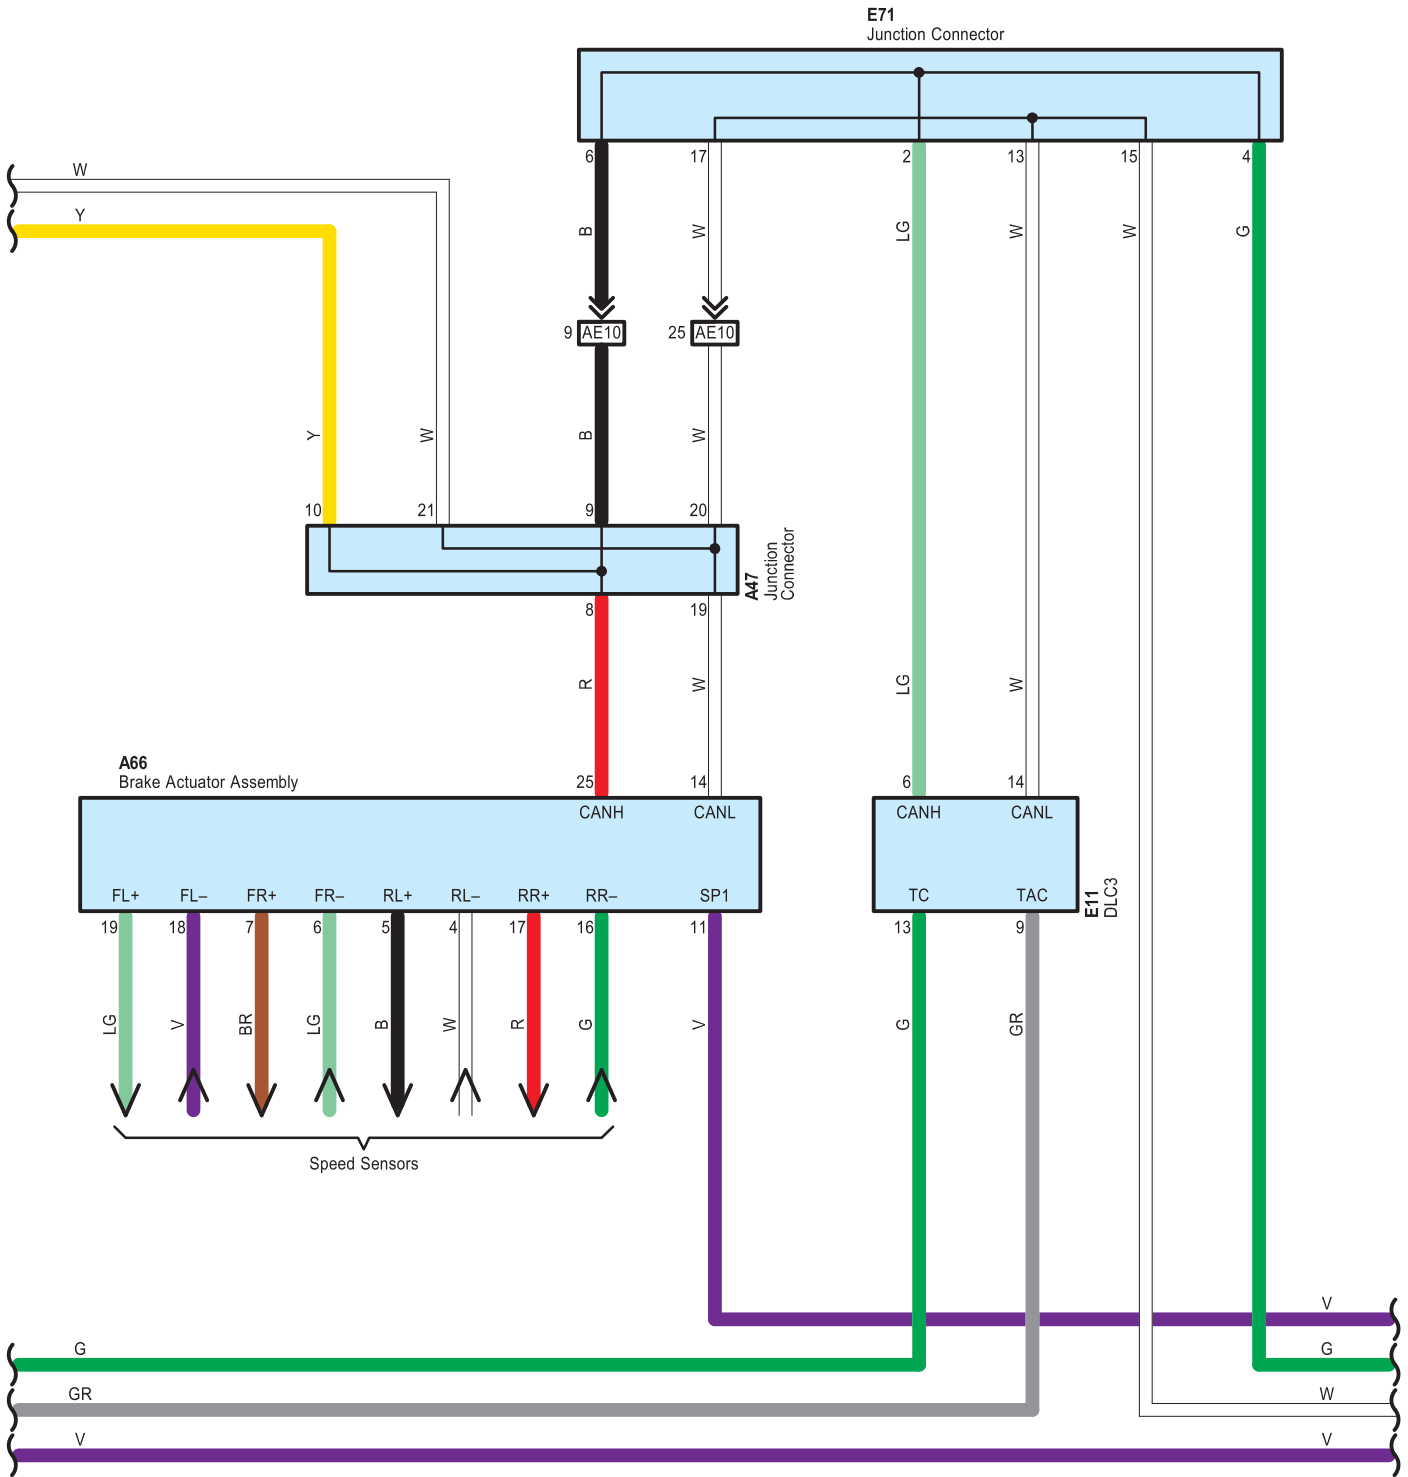 E71
Junction Connector
6 17 2 13 15 4
W
Y
B W LG W W G
9 AE10 25 AE10
Y W B W
10 21 9 20
A47
Junction
Connector
8 19
R W LG W
A66
Brake Actuator Assembly
25 14 6 14
CANH CANL CANH CANL
FL+ FL– FR+ FR– RL+ RL– RR+ RR– SP1 TC TAC
E11
DLC3
19 18 7 6 5 4 17 16 11 13 9
LG V BR LG B W R G V G GR
Speed Sensors
V
G G
GR W
V V